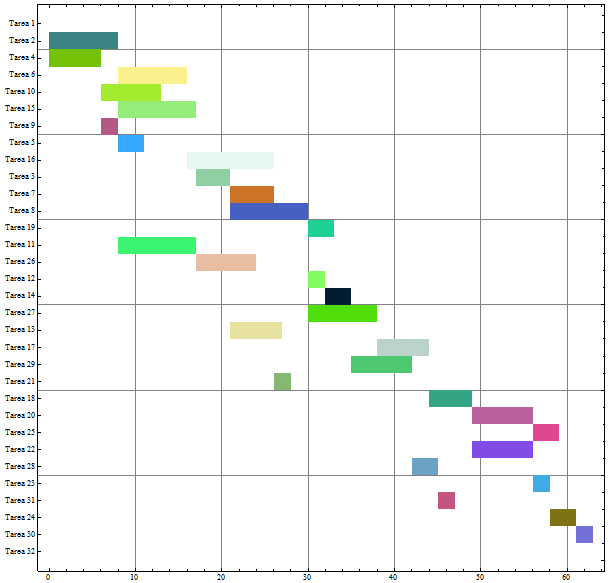 Tarea 1
Tarea 2
Tarea 4
Tarea 6
Tarea 10
Tarea 15
Tarea 9
Tarea 5
Tarea 16
Tarea 3
Tarea 7
Tarea 8
Tarea 19
Tarea 11
Tarea 26
Tarea 12
Tarea 14
Tarea 27
Tarea 13
Tarea 17
Tarea 29
Tarea 21
Tarea 18
Tarea 20
Tarea 25
Tarea 22
Tarea 28
Tarea 23
Tarea 31
Tarea 24
Tarea 30
Tarea 32
0 10 20 30 40 50 60